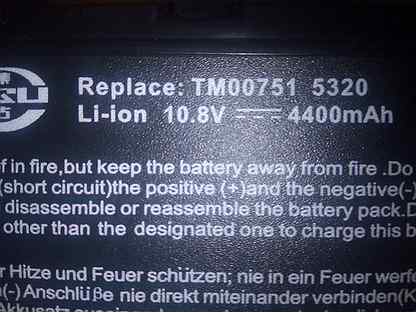 Replace: TM00751 5320
Li-ion 10.8V 4400mAh
in fire,but keep the battery away from fire .Do
(short circuit)the positive (+)and the negative(-
disassemble or reassemble the battery pack.D
other than the designated one to charge this b
Hitze und Feuer schützen; nie in ein Feuer werfe
(-) Anschlüße nie direkt miteinander verbinden(K